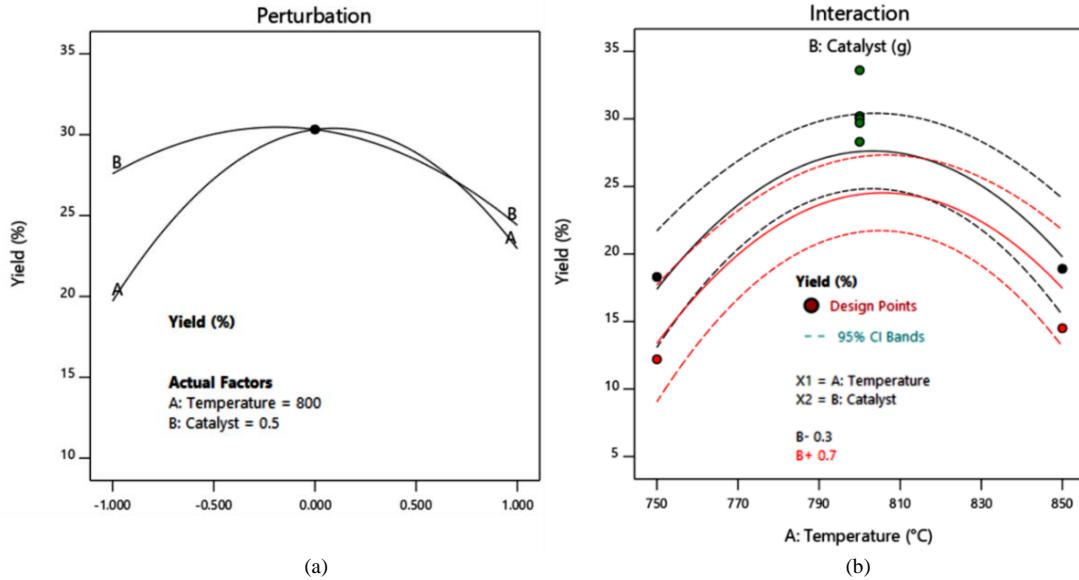 Perturbation
35
30
25
20
15
10
Yield (%)
B
A
B
A
Yield (%)
Actual Factors
A: Temperature = 800
B: Catalyst = 0.5
-1.000
-0.500
0.000
0.500
1.000
(a)
Interaction
B: Catalyst (g)
35
30
25
20
15
10
5
Yield (%)
Yield (%)
Design Points
95% CI Bands
X1 = A: Temperature
X2 = B: Catalyst
B- 0.3
B+ 0.7
750
770
790
810
830
850
A: Temperature (°C)
(b)